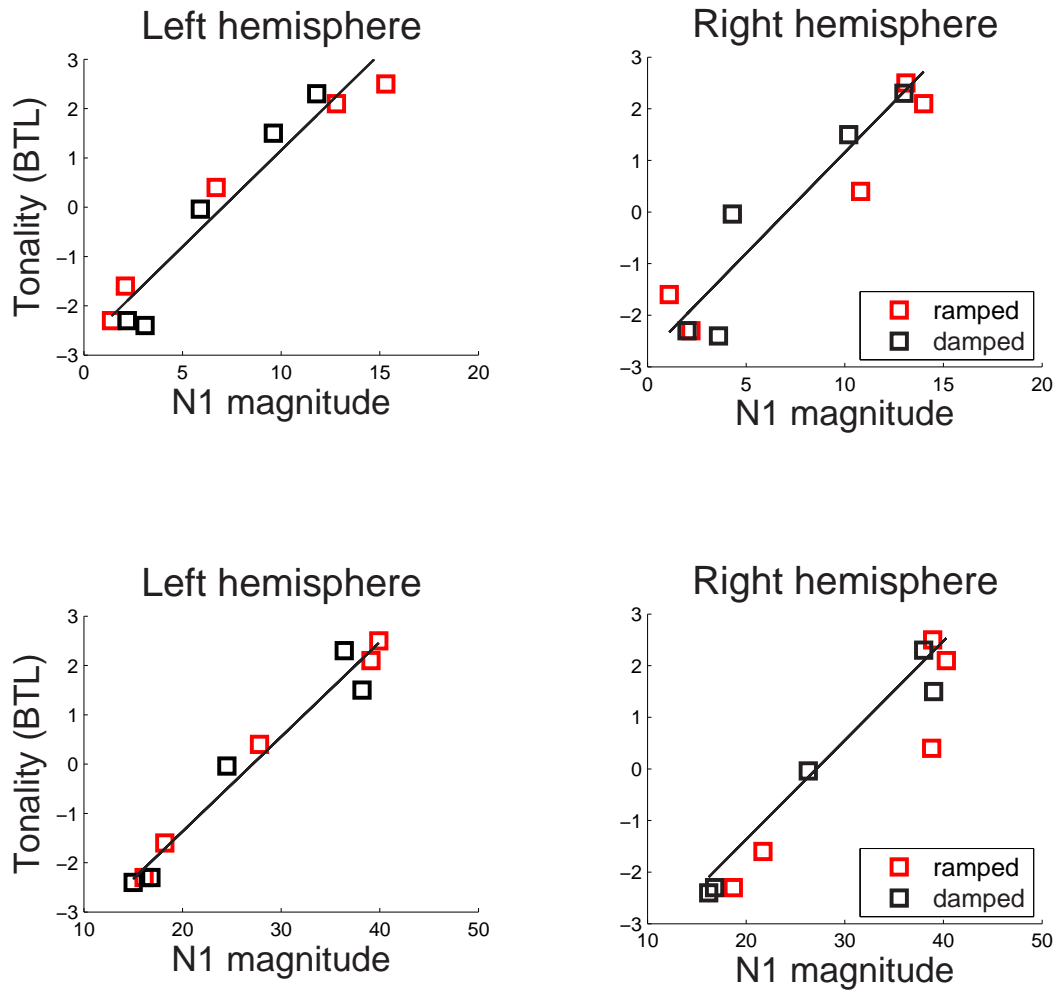 Left hemisphere
Tonality (BTL)
3
2
1
0
−1
−2
−3
0 5 10 15 20
N1 magnitude
Right hemisphere
3
2
1
0
−1
−2
−3
0 5 10 15 20
N1 magnitude
ramped
damped
Left hemisphere
Tonality (BTL)
3
2
1
0
−1
−2
−3
10 20 30 40 50
N1 magnitude
Right hemisphere
3
2
1
0
−1
−2
−3
10 20 30 40 50
N1 magnitude
ramped
damped